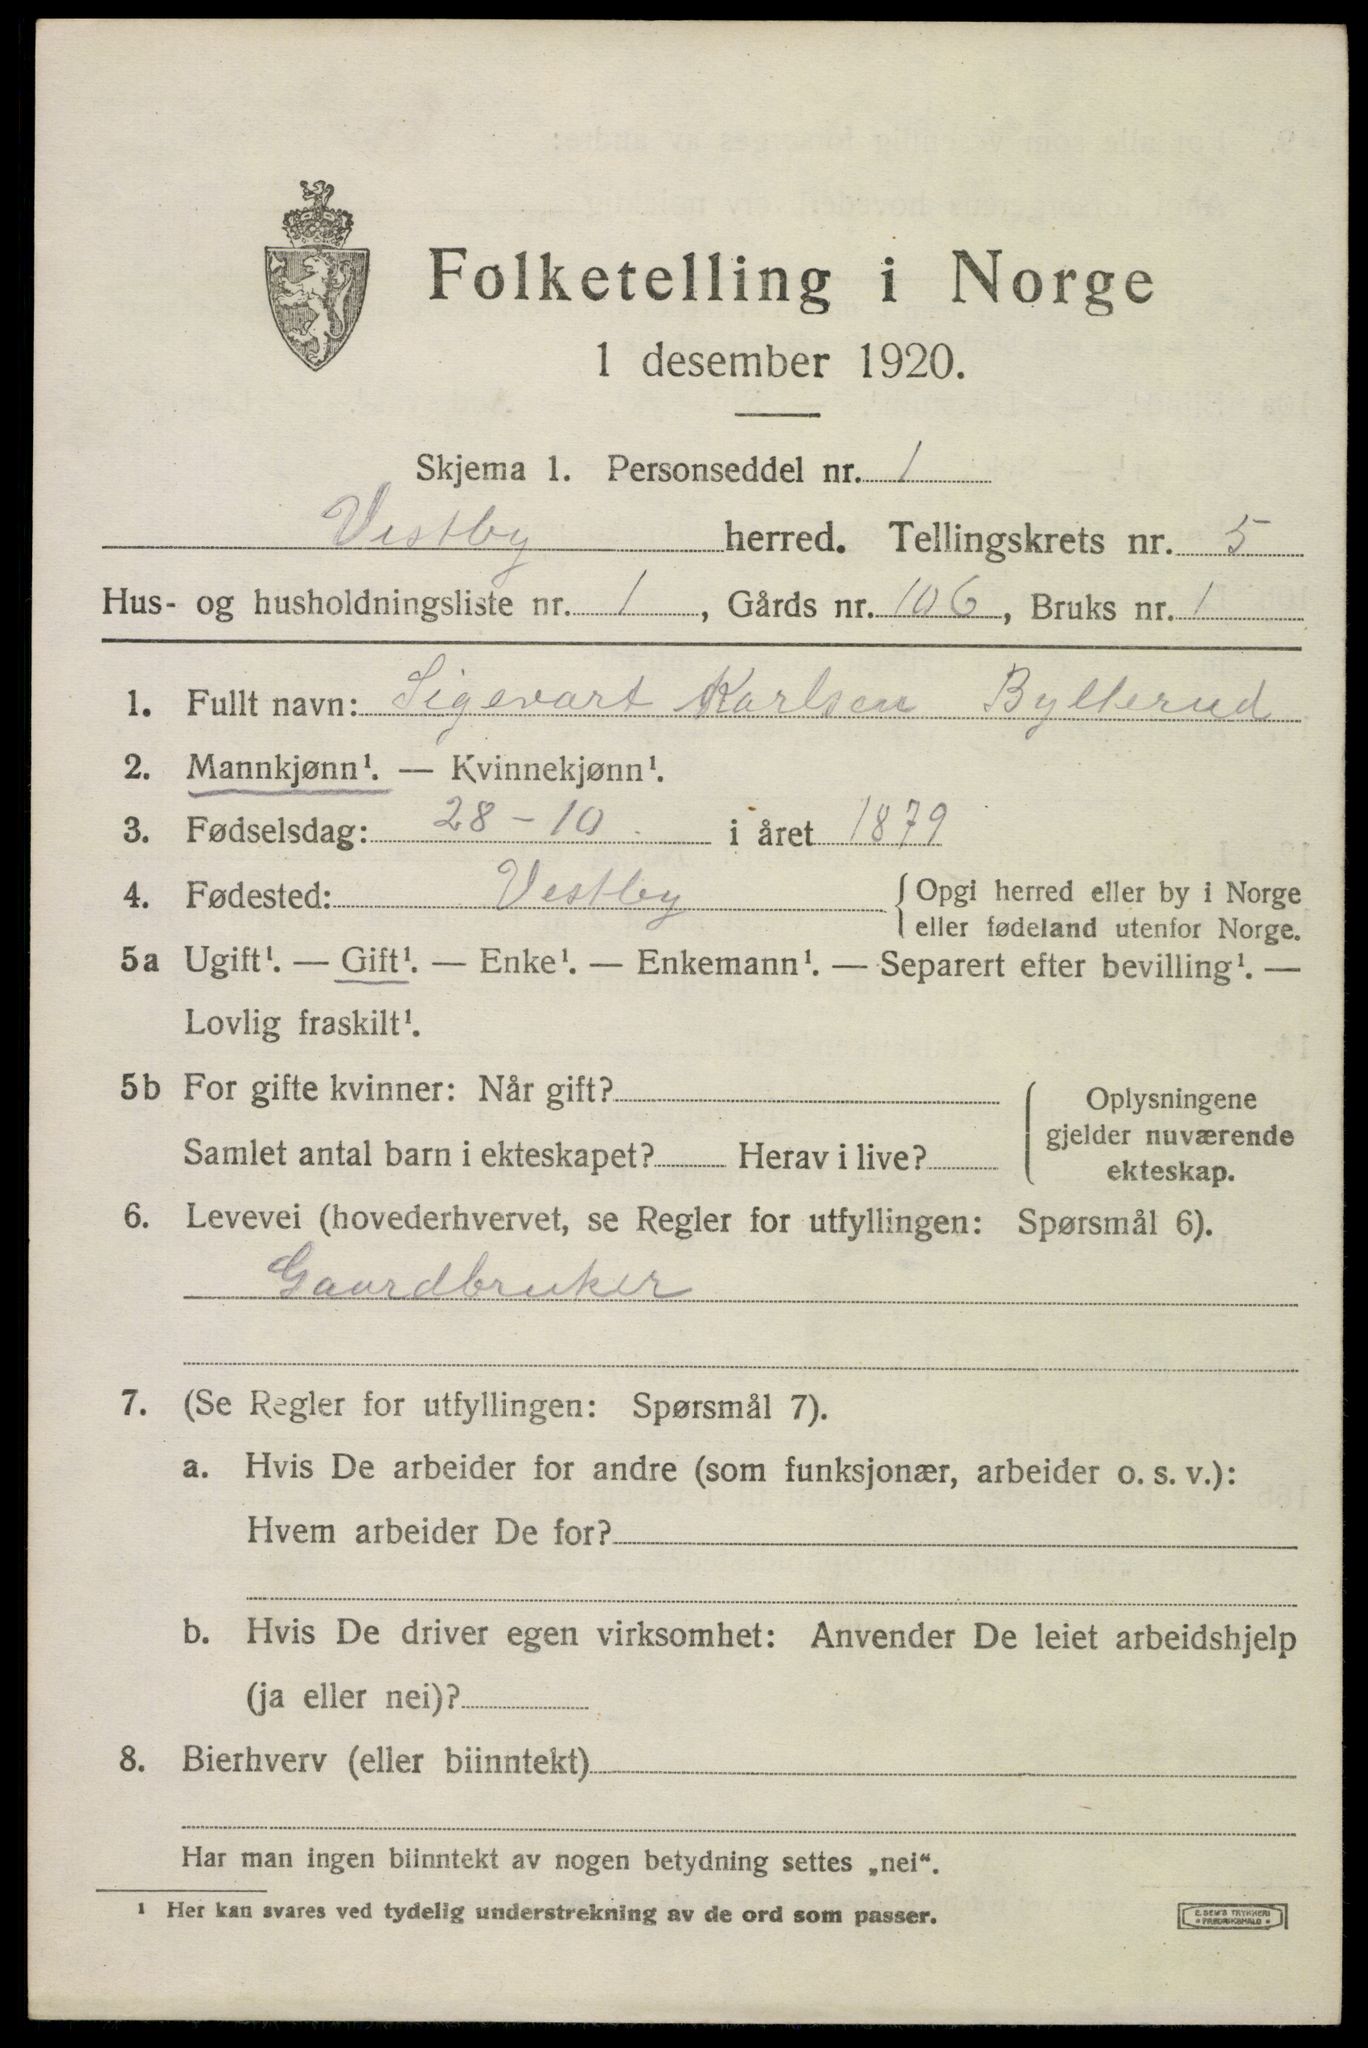 Folketelling i Norge
1 desember 1920.
Skjema 1. Personseddel nr. 1
Vestby herred. Tellingskrets nr. 5
Hus- og husholdningsliste nr. 1, Gårds nr. 106, Bruks nr. 1
1. Fullt navn: Sigevart Karlsen Bylterud
2. Mannkjønn¹. — Kvinnekjønn¹.
3. Fødselsdag: 28-10. i året 1879
4. Fødested: Vestby { Opgi herred eller by i Norge
eller fødeland utenfor Norge.
5a Ugift¹. — Gift¹. — Enke¹. — Enkemann¹. — Separert efter bevilling¹. —
Lovlig fraskilt¹.
5b For gifte kvinner: Når gift?
Samlet antal barn i ekteskapet? Herav i live?
Oplysningene
gjelder nuværende
ekteskap.
6. Levevei (hovederhvervet, se Regler for utfyllingen: Spørsmål 6).
Gaardbruker
7. (Se Regler for utfyllingen: Spørsmål 7).
a. Hvis De arbeider for andre (som funksjonær, arbeider o. s. v.):
Hvem arbeider De for?
b. Hvis De driver egen virksomhet: Anvender De leiet arbeidshjelp
(ja eller nei)?
8. Bierhverv (eller biinntekt)
Har man ingen biinntekt av nogen betydning settes „nei“.
¹ Her kan svares ved tydelig understrekning av de ord som passer.
E. SEM'S TRYKKERI
* FREDRIKSHALD *